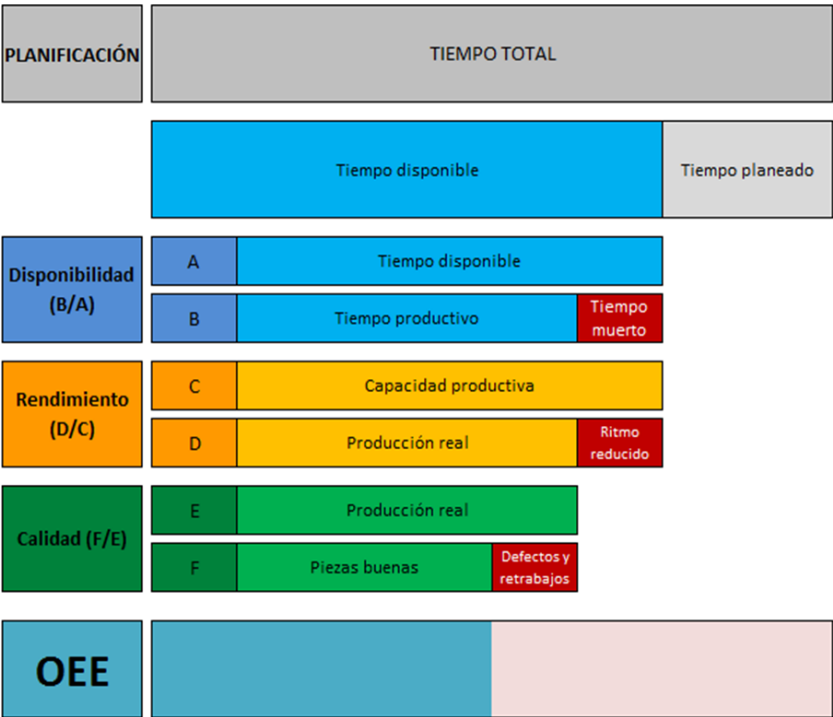 PLANIFICACIÓN
TIEMPO TOTAL
Tiempo disponible
Tiempo planeado
Disponibilidad
(B/A)
A
Tiempo disponible
B
Tiempo productivo
Tiempo
muerto
Rendimiento
(D/C)
C
Capacidad productiva
D
Producción real
Ritmo
reducido
Calidad (F/E)
E
Producción real
F
Piezas buenas
Defectos y
retrabajos
OEE